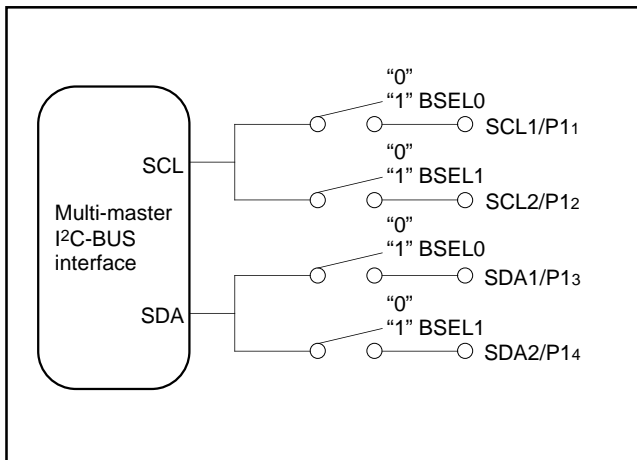 “0”
“1” BSEL0
SCL1/P11
SCL
“0”
“1” BSEL1
SCL2/P12
Multi-master
I2C-BUS
interface
“0”
“1” BSEL0
SDA1/P13
SDA
“0”
“1” BSEL1
SDA2/P14